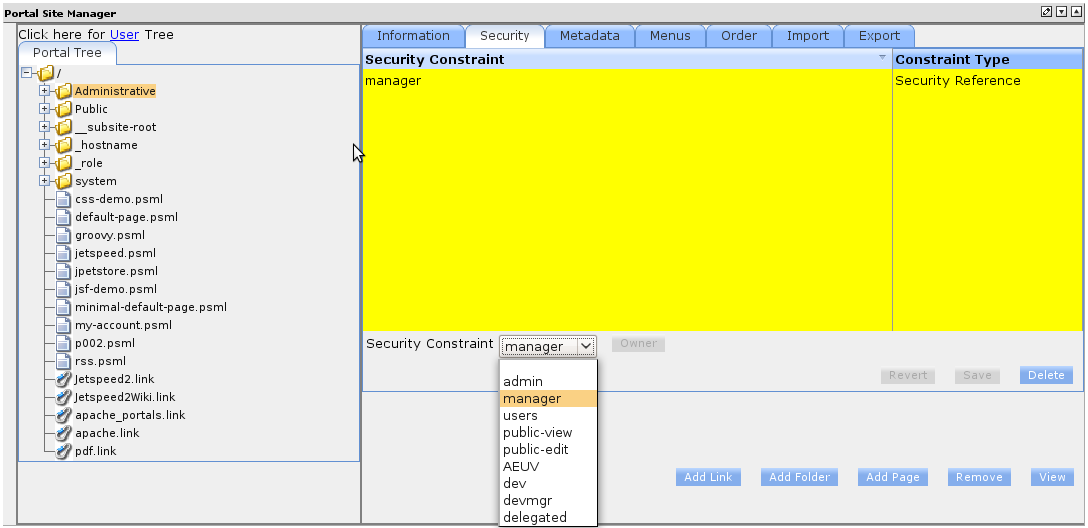 Portal Site Manager
Click here for User Tree
Portal Tree
/
Administrative
Public
__subsite-root
_hostname
_role
system
css-demo.psml
default-page.psml
groovy.psml
jetspeed.psml
jpetstore.psml
jsf-demo.psml
minimal-default-page.psml
my-account.psml
p002.psml
rss.psml
Jetspeed2.link
Jetspeed2Wiki.link
apache_portals.link
apache.link
pdf.link
Information Security Metadata Menus Order Import Export
Security Constraint Constraint Type
manager Security Reference
Security Constraint manager Owner
admin
manager
users
public-view
public-edit
AEUV
dev
devmgr
delegated
Revert Save Delete
Add Link Add Folder Add Page Remove View